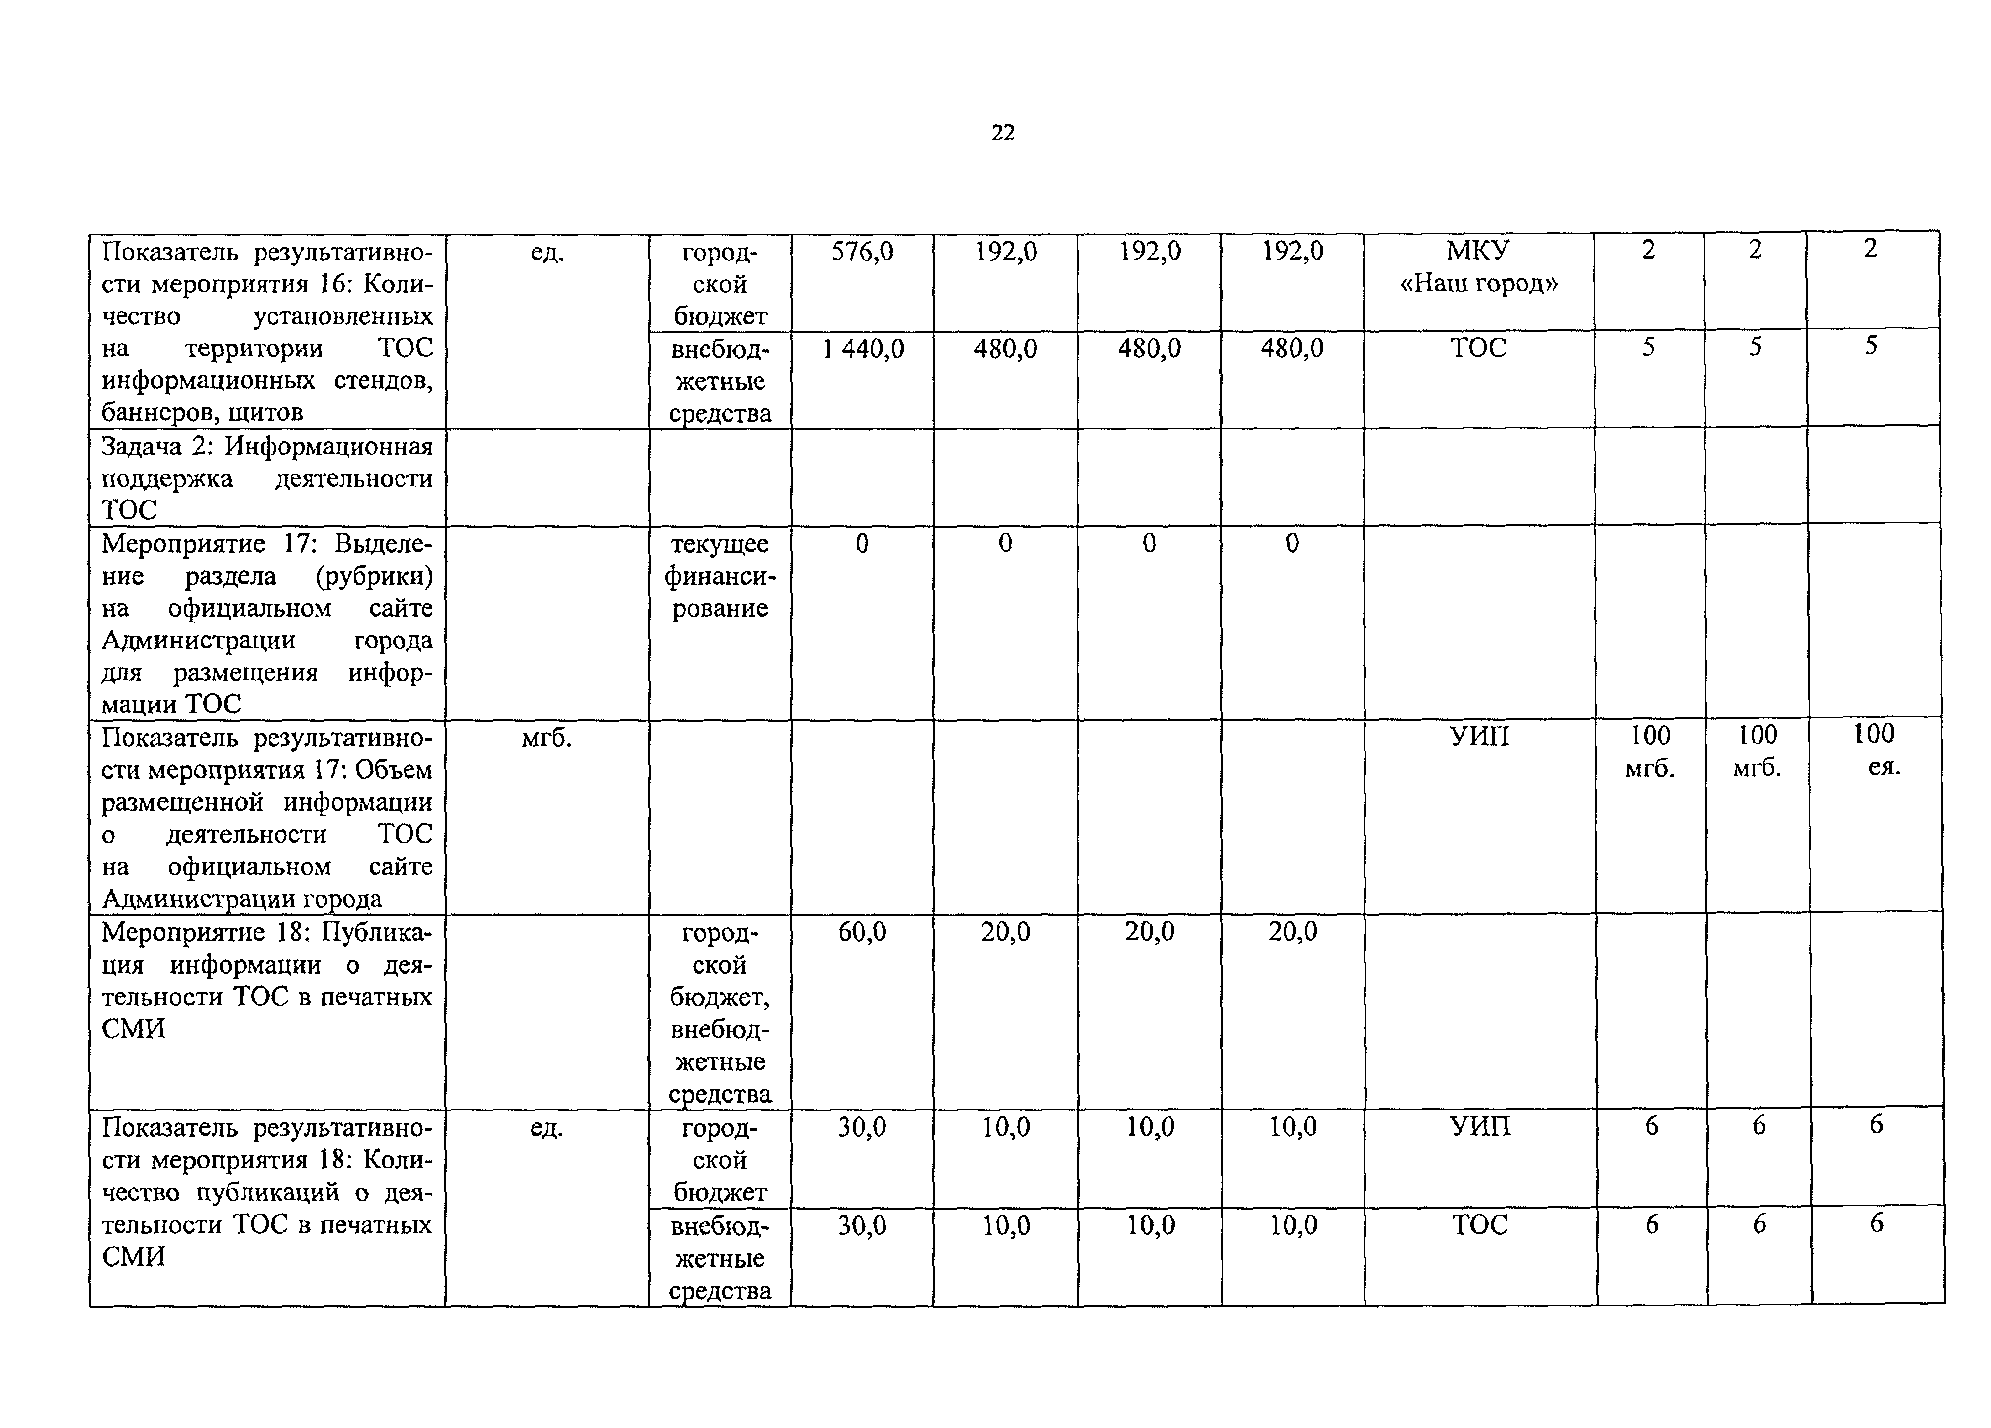 22
Показатель результативно-
сти мероприятия 16: Коли-
чество установленных
на территории ТОС
информационных стендов,
баннеров, щитов
ед.
город-
ской
бюджет
576,0
192,0
192,0
192,0
МКУ
«Наш город»
2
2
2
внебюд-
жетные
средства
1 440,0
480,0
480,0
480,0
ТОС
5
5
5
Задача 2: Информационная
поддержка деятельности
ТОС
Мероприятие 17: Выделе-
ние раздела (рубрики)
на официальном сайте
Администрации города
для размещения инфор-
мации ТОС
текущее
финанси-
рование
0
0
0
0
Показатель результативно-
сти мероприятия 17: Объем
размещенной информации
о деятельности ТОС
на официальном сайте
Администрации города
мгб.
УИП
100
мгб.
100
мгб.
100
ея.
Мероприятие 18: Публика-
ция информации о дея-
тельности ТОС в печатных
СМИ
город-
ской
бюджет,
внебюд-
жетные
средства
60,0
20,0
20,0
20,0
Показатель результативно-
сти мероприятия 18: Коли-
чество публикаций о дея-
тельности ТОС в печатных
СМИ
ед.
город-
ской
бюджет
30,0
10,0
10,0
10,0
УИП
6
6
6
внебюд-
жетные
средства
30,0
10,0
10,0
10,0
ТОС
6
6
6